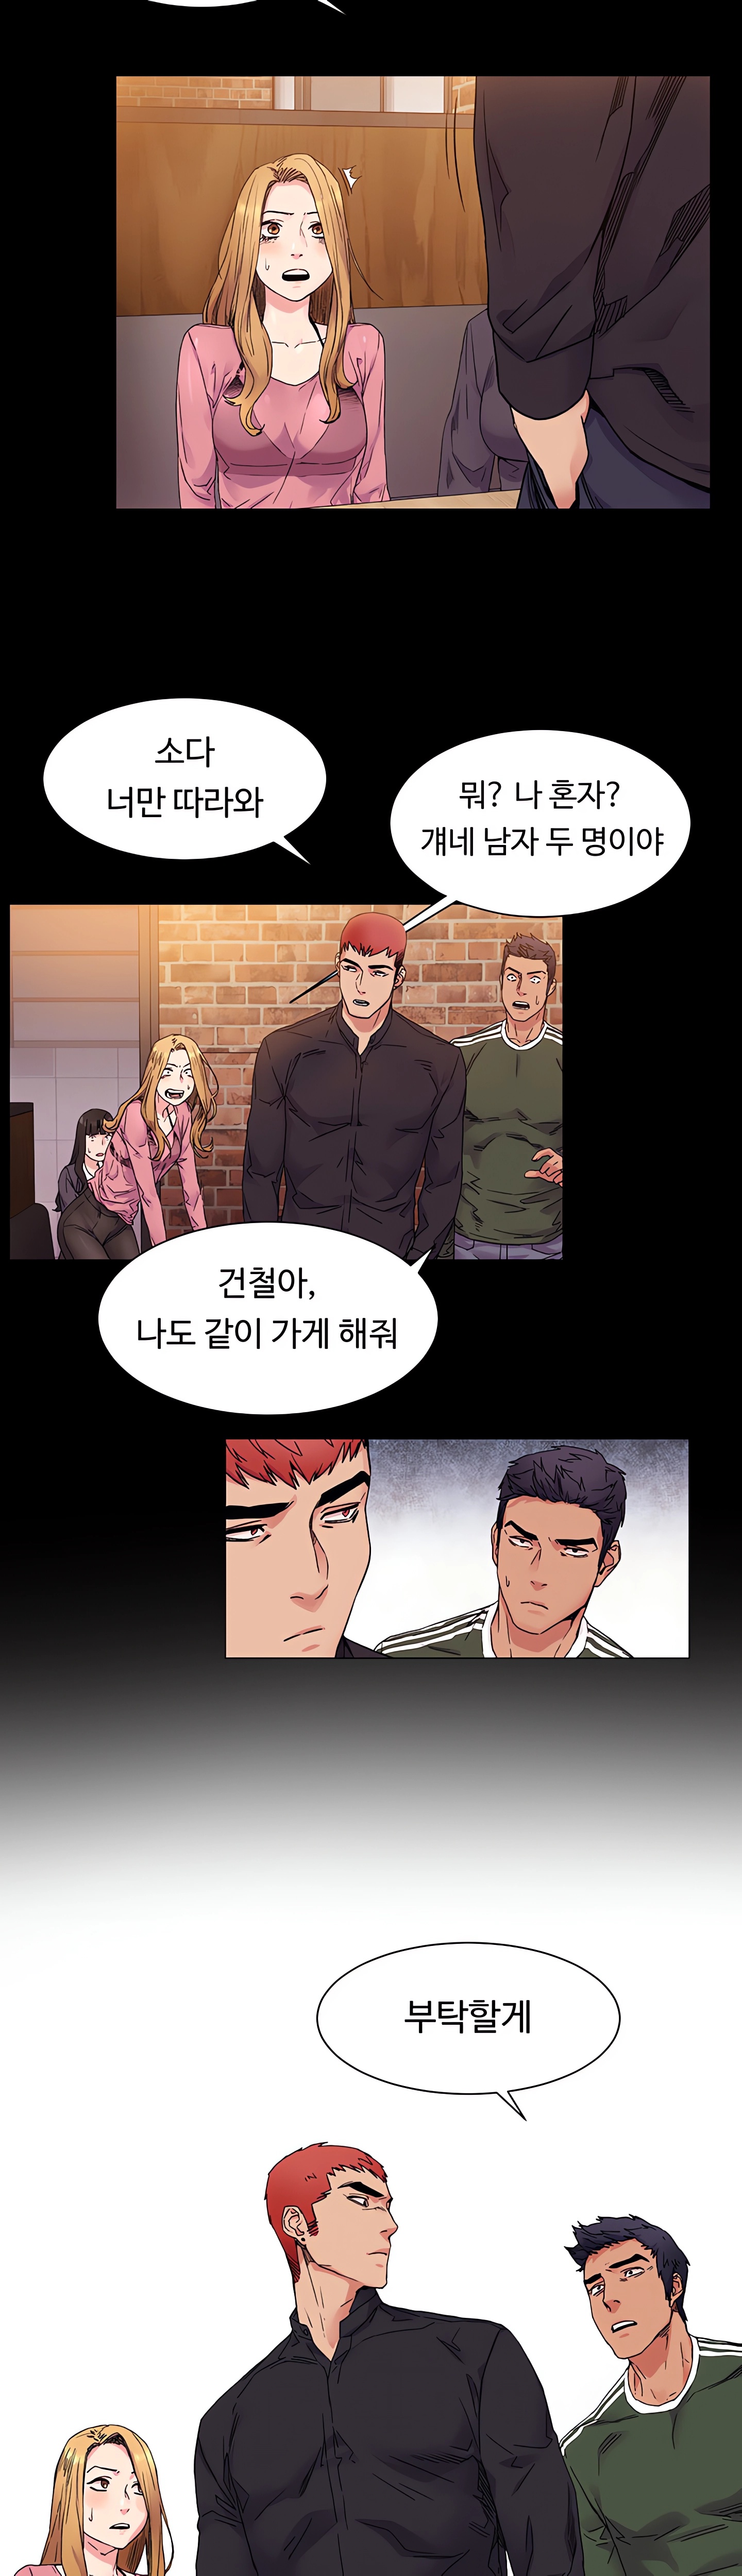 소다
너만 따라와
뭐? 나 혼자?
걔네 남자 두 명이야
건철아,
나도 같이 가게 해줘
부탁할게